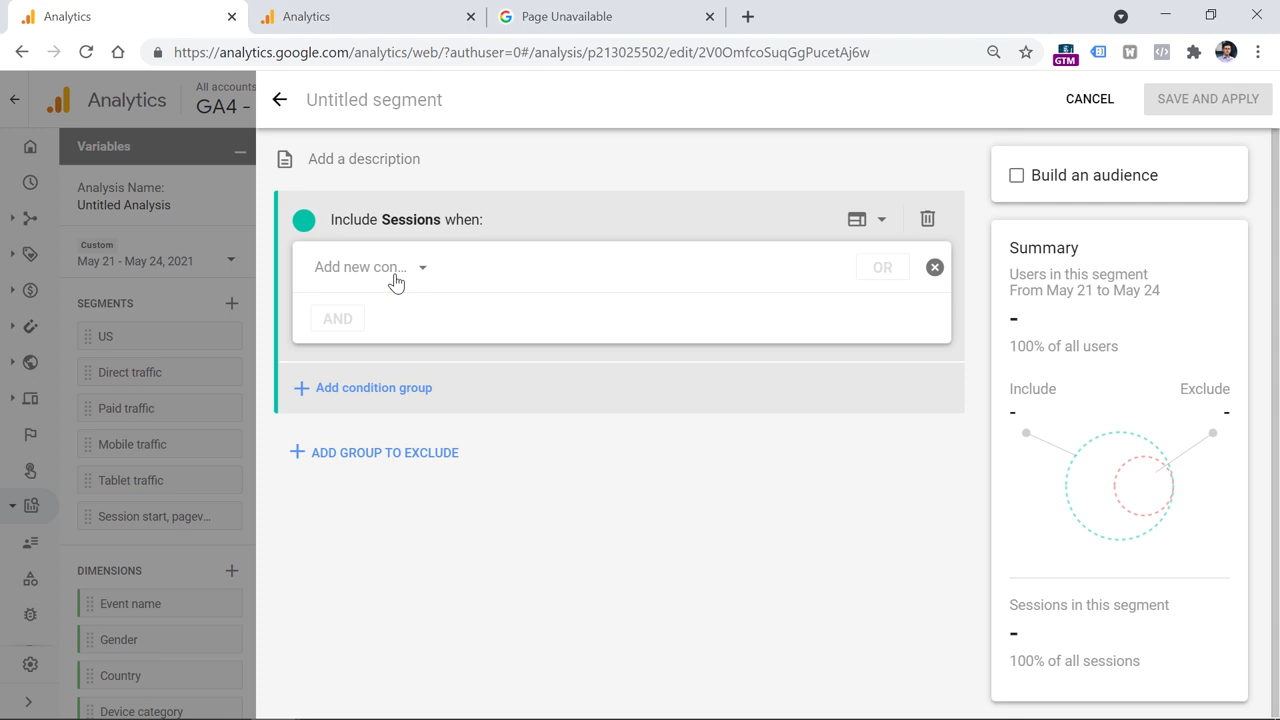 Analytics
Analytics
Page Unavailable
https://analytics.google.com/analytics/web/?authuser=0#/analysis/p213025502/edit/2V0OmfcoSuqGgPucetAj6w
GTM
Analytics
All accounts
GA4 -
Untitled segment
CANCEL
SAVE AND APPLY
Variables
Analysis Name:
Untitled Analysis
Custom
May 21 - May 24, 2021
SEGMENTS
US
Direct traffic
Paid traffic
Mobile traffic
Tablet traffic
Session start, pagev...
DIMENSIONS
Event name
Gender
Country
Device category
Add a description
Include Sessions when:
Add new con...
OR
AND
Add condition group
ADD GROUP TO EXCLUDE
Build an audience
Summary
Users in this segment
From May 21 to May 24
-
100% of all users
Include
Exclude
-
-
Sessions in this segment
-
100% of all sessions